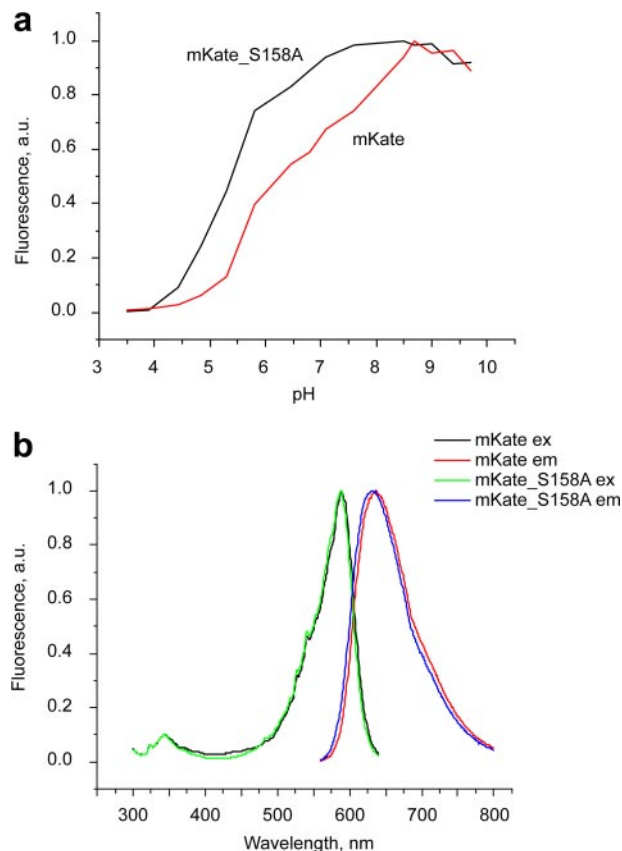 a
mKate_S158A
mKate
Fluorescence, a.u.
1.0
0.8
0.6
0.4
0.2
0.0
3 4 5 6 7 8 9 10
pH
b
mKate ex
mKate em
mKate_S158A ex
mKate_S158A em
Fluorescence, a.u.
1.0
0.8
0.6
0.4
0.2
0.0
300 400 500 600 700 800
Wavelength, nm